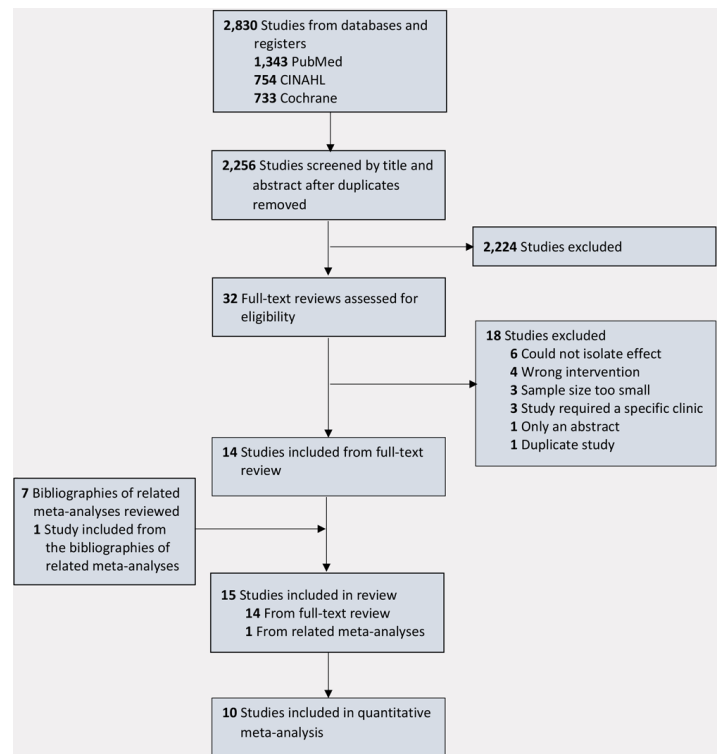 2,830 Studies from databases and
registers
1,343 PubMed
754 CINAHL
733 Cochrane
2,256 Studies screened by title and
abstract after duplicates
removed
2,224 Studies excluded
32 Full-text reviews assessed for
eligibility
18 Studies excluded
6 Could not isolate effect
4 Wrong intervention
3 Sample size too small
3 Study required a specific clinic
1 Only an abstract
1 Duplicate study
14 Studies included from full-text
review
7 Bibliographies of related
meta-analyses reviewed
1 Study included from
the bibliographies of
related meta-analyses
15 Studies included in review
14 From full-text review
1 From related meta-analyses
10 Studies included in quantitative
meta-analysis